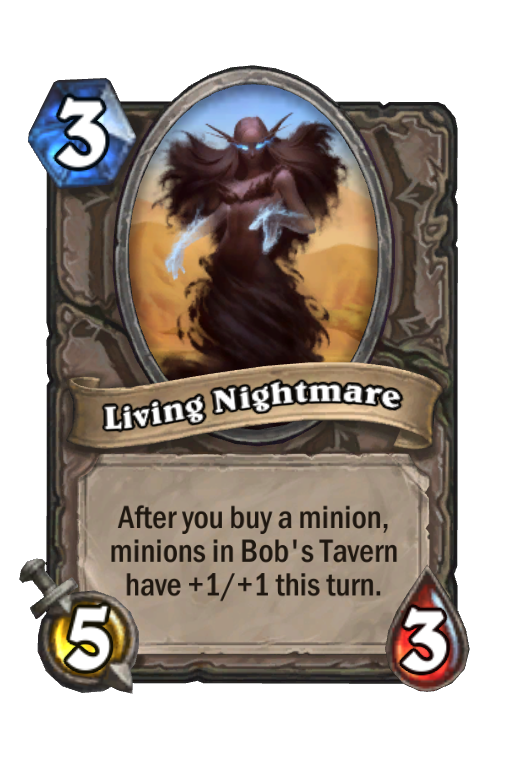 3
Living Nightmare
After you buy a minion,
minions in Bob's Tavern
have +1/+1 this turn.
5
3